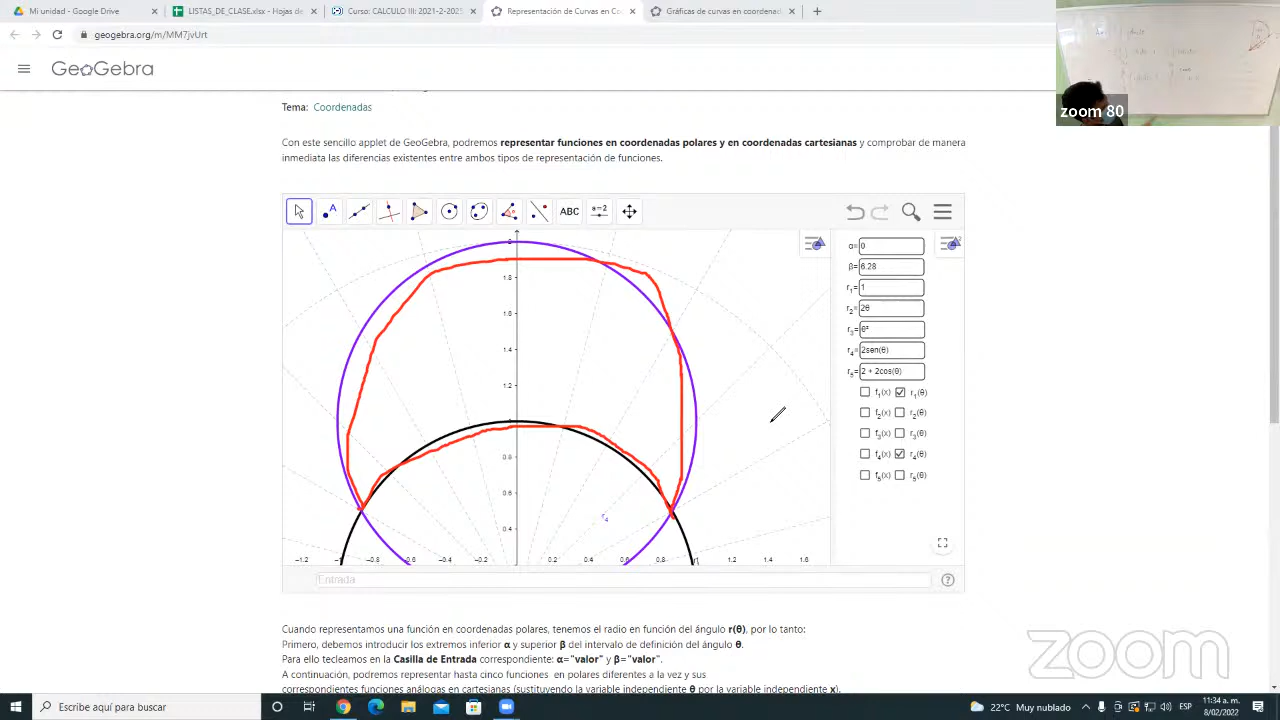 Mi unidad - Google Drive
LISTAS_DE_CLASE.xlsx - Hojas de
Curso: CALCULO III: 2021-2-2025
Representación de Curvas en Co
Gráficas de curvas en coordenad
geogebra.org/m/MM7jvUrt
GeoGebra
Tema: Coordenadas
Con este sencillo applet de GeoGebra, podremos representar funciones en coordenadas polares y en coordenadas cartesianas y comprobar de manera
inmediata las diferencias existentes entre ambos tipos de representación de funciones.
ABC
a=2
α= 0
β= 6.28
r₁= 1
r₂= 2θ
r₃= θ²
r₄= 2sen(θ)
r₅= 2 + 2cos(θ)
f₁(x) r₁(θ)
f₂(x) r₂(θ)
f₃(x) r₃(θ)
f₄(x) r₄(θ)
f₅(x) r₅(θ)
2
1.8
1.6
1.4
1.2
1
0.8
0.6
0.4
r₄
−1.2 −1 −0.8 −0.6 −0.4 −0.2 0.2 0.4 0.6 0.8 1 1.2 1.4 1.6
Entrada
Cuando representamos una función en coordenadas polares, tenemos el radio en función del ángulo r(θ), por lo tanto:
Primero, debemos introducir los extremos inferior α y superior β del intervalo de definición del ángulo θ.
Para ello tecleamos en la Casilla de Entrada correspondiente: α="valor" y β="valor".
A continuación, podremos representar hasta cinco funciones en polares diferentes a la vez y sus
correspondientes funciones análogas en cartesianas (sustituyendo la variable independiente θ por la variable independiente x).
zoom 80
zoom
Escribe aquí para buscar
22°C Muy nublado
ESP
11:34 a. m.
8/02/2022